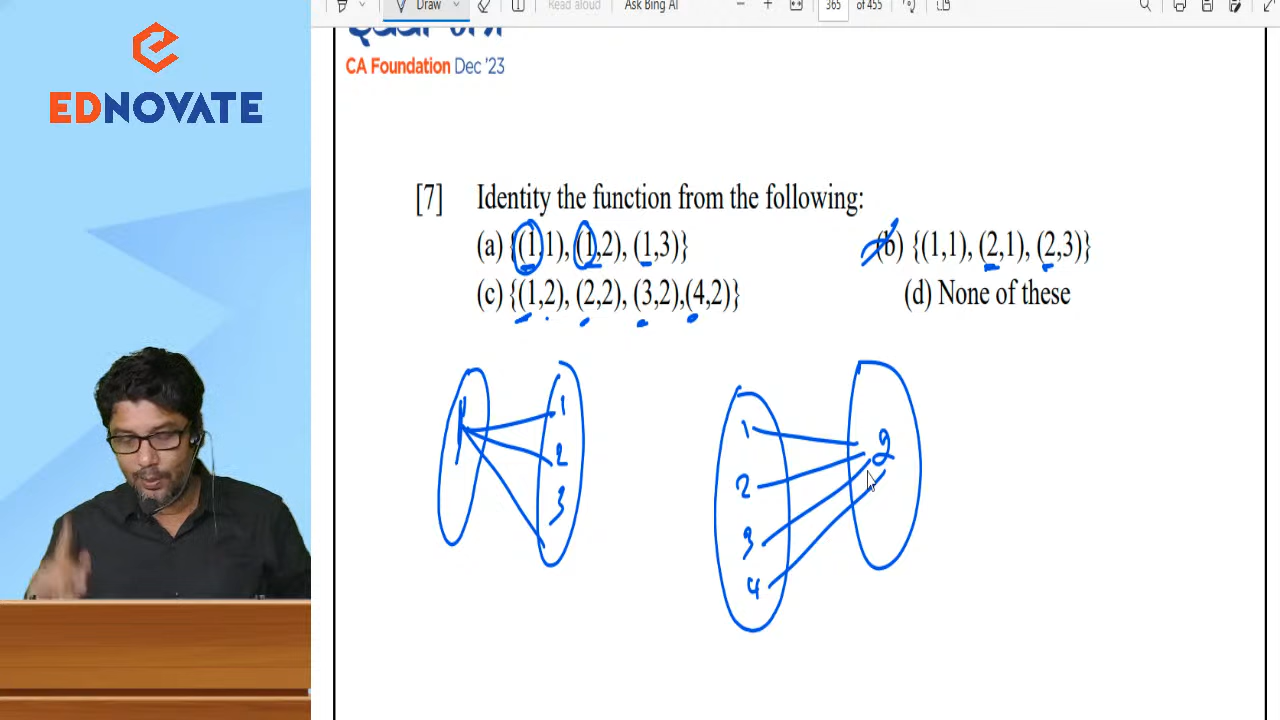 Draw
Read aloud
Ask Bing AI
365 of 455
EDNOVATE
CA Foundation Dec '23
[7] Identity the function from the following:
(a) {(1,1), (1,2), (1,3)}
(b) {(1,1), (2,1), (2,3)}
(c) {(1,2), (2,2), (3,2),(4,2)}
(d) None of these
1
1
2
3
1
2
3
4
2